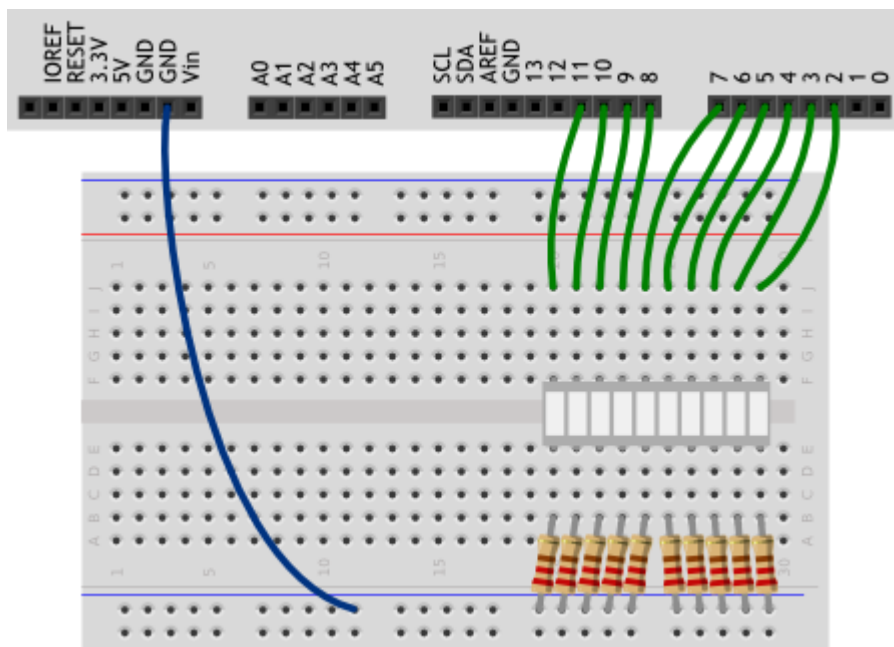 IOREF RESET 3.3V 5V GND GND Vin A0 A1 A2 A3 A4 A5 SCL SDA AREF GND 13 12 11 10 9 8 7 6 5 4 3 2 1 0
1 5 10 15
J J
I I
H H
G G
F F
E E
D D
C C
B B
A A
1 5 10 15 30